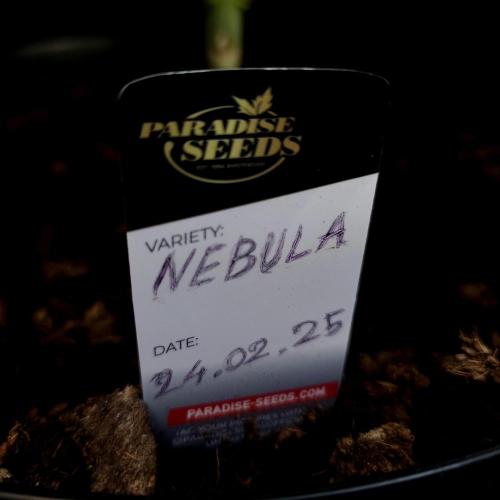 PARADISE
SEEDS
VARIETY:
NEBULA
DATE:
24.02.25
PARADISE-SEEDS.COM